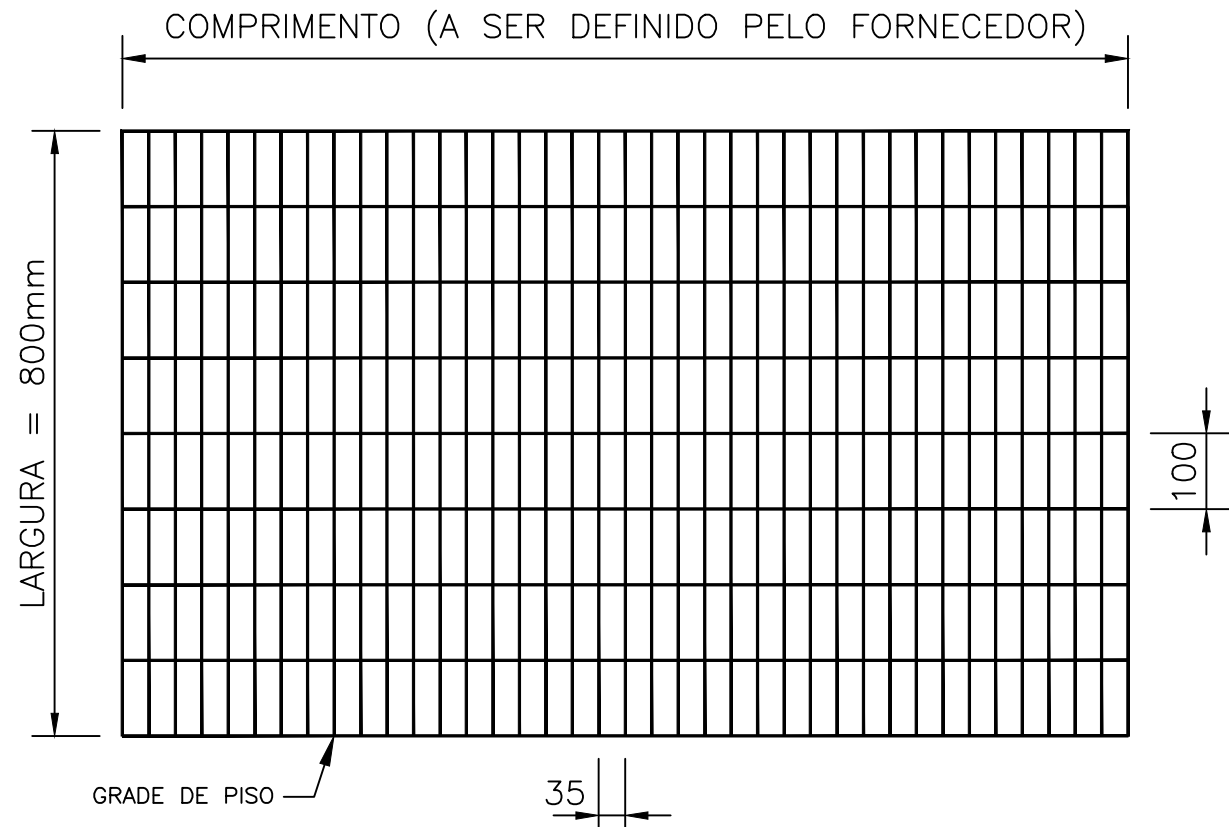 COMPRIMENTO (A SER DEFINIDO PELO FORNECEDOR)
LARGURA = 800mm
100
GRADE DE PISO
35